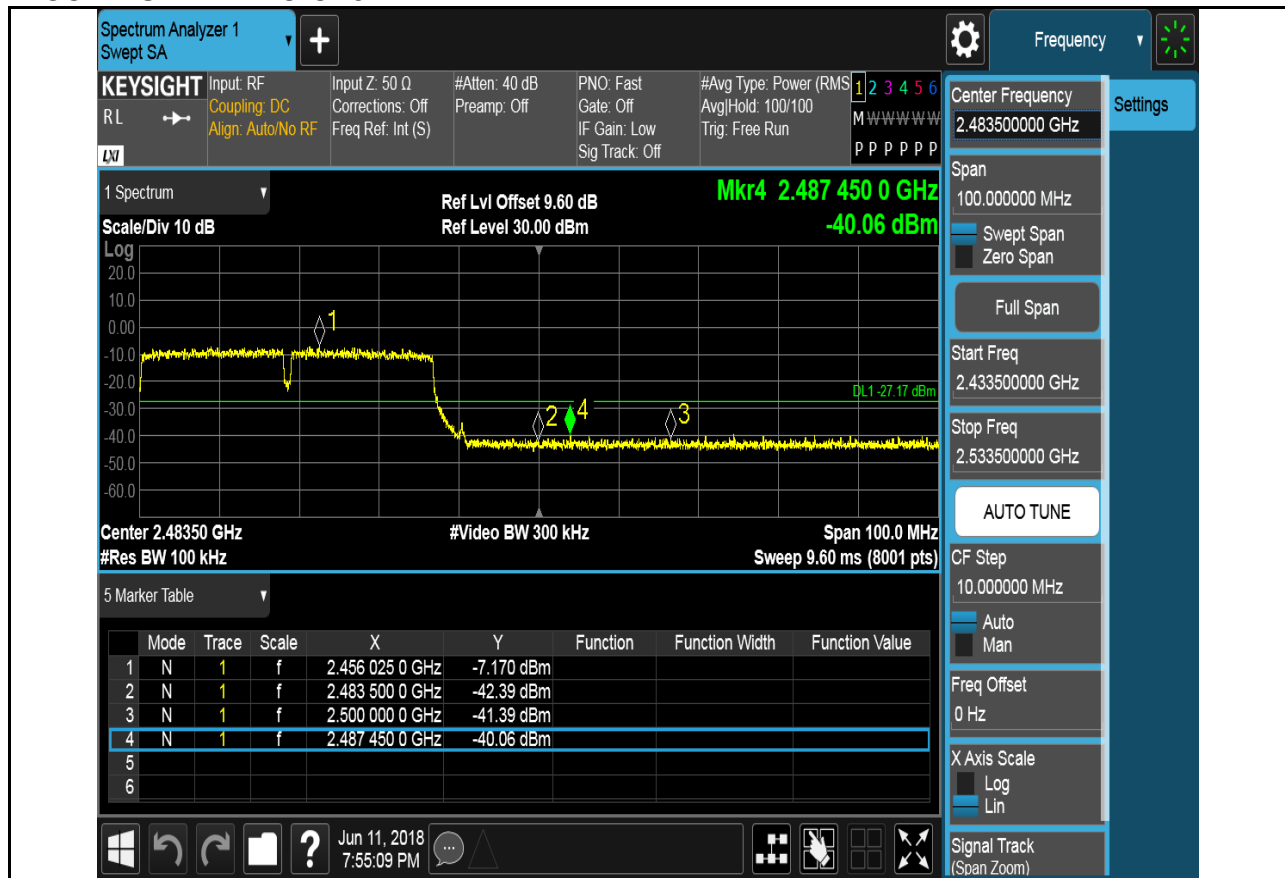 Spectrum Analyzer 1
Swept SA
+
Frequency
KEYSIGHT
RL
LXI
Input: RF
Coupling: DC
Align: Auto/No RF
Input Z: 50 Ω
Corrections: Off
Freq Ref: Int (S)
#Atten: 40 dB
Preamp: Off
PNO: Fast
Gate: Off
IF Gain: Low
Sig Track: Off
#Avg Type: Power (RMS
Avg|Hold: 100/100
Trig: Free Run
1 2 3 4 5 6
M W W W W W
P P P P P P
1 Spectrum
Scale/Div 10 dB
Ref Lvl Offset 9.60 dB
Ref Level 30.00 dBm
Mkr4 2.487 450 0 GHz
-40.06 dBm
Log
20.0
10.0
0.00
-10.0
-20.0
-30.0
-40.0
-50.0
-60.0
1
2
4
3
DL1 -27.17 dBm
Center 2.48350 GHz
#Video BW 300 kHz
Span 100.0 MHz
#Res BW 100 kHz
Sweep 9.60 ms (8001 pts)
5 Marker Table
Mode Trace Scale X Y Function Function Width Function Value
1 N 1 f 2.456 025 0 GHz -7.170 dBm
2 N 1 f 2.483 500 0 GHz -42.39 dBm
3 N 1 f 2.500 000 0 GHz -41.39 dBm
4 N 1 f 2.487 450 0 GHz -40.06 dBm
5
6
?
Jun 11, 2018
7:55:09 PM
Center Frequency
2.483500000 GHz
Settings
Span
100.000000 MHz
Swept Span
Zero Span
Full Span
Start Freq
2.433500000 GHz
Stop Freq
2.533500000 GHz
AUTO TUNE
CF Step
10.000000 MHz
Auto
Man
Freq Offset
0 Hz
X Axis Scale
Log
Lin
Signal Track
(Span Zoom)